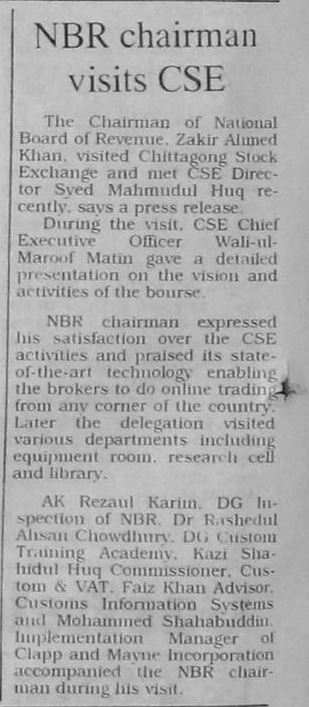 NBR chairman
visits CSE
The Chairman of National
Board of Revenue, Zakir Ahmed
Khan, visited Chittagong Stock
Exchange and met CSE Direc-
tor Syed Mahmudul Huq re-
cently, says a press release.
During the visit, CSE Chief
Executive Officer Wali-ul-
Maroof Matin gave a detailed
presentation on the vision and
activities of the bourse.
NBR chairman expressed
his satisfaction over the CSE
activities and praised its state-
of-the-art technology enabling
the brokers to do online trading
from any corner of the country.
Later the delegation visited
various departments including
equipment room, research cell
and library.
AK Rezaul Karim, DG In-
spection of NBR, Dr Rashedul
Ahsan Chowdhury, DG Custom
Training Academy, Kazi Sha-
hidul Huq Commissioner, Cus-
tom & VAT, Faiz Khan Advisor,
Customs Information Systems
and Mohammed Shahabuddin,
Implementation Manager of
Clapp and Mayne Incorporation
accompanied the NBR chair-
man during his visit.